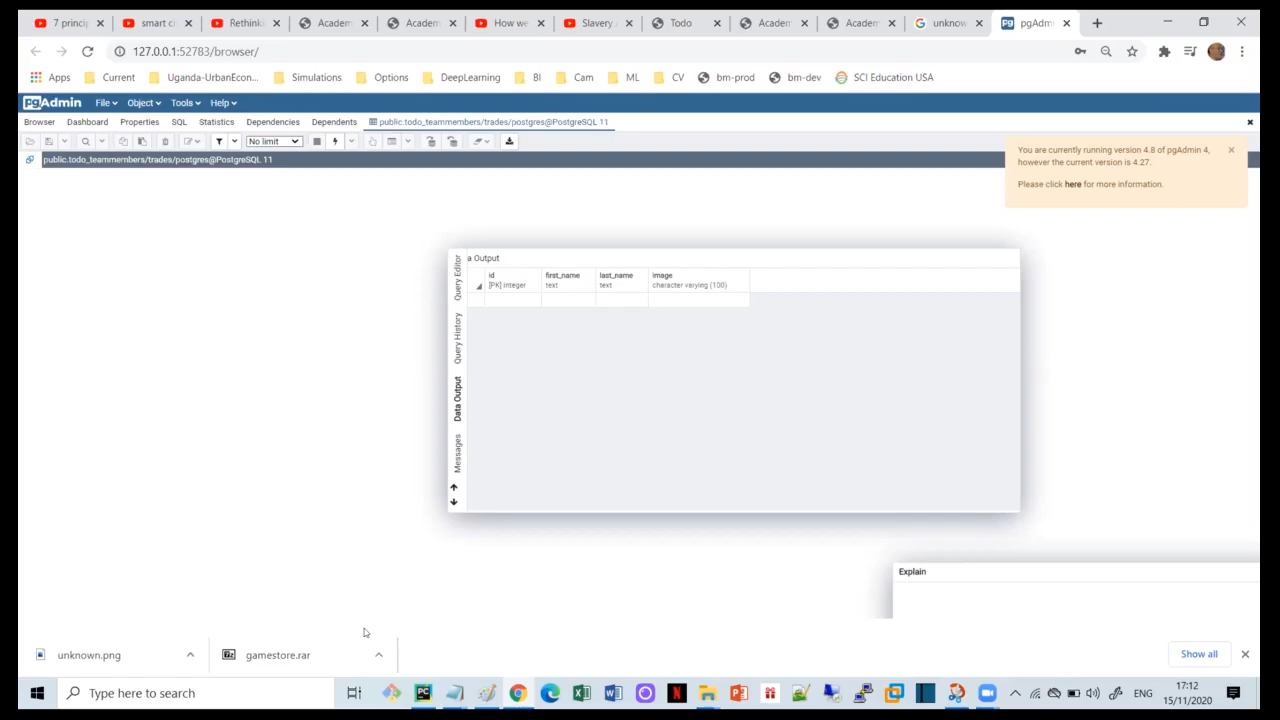 7 princip
smart ci
Rethinki
Academ
Academ
How we
Slavery A
Todo
Academ
Academ
unknow
pgAdmi
127.0.0.1:52783/browser/
Apps
Current
Uganda-UrbanEcon...
Simulations
Options
DeepLearning
BI
Cam
ML
CV
bm-prod
bm-dev
SCI Education USA
pgAdmin
File
Object
Tools
Help
Browser
Dashboard
Properties
SQL
Statistics
Dependencies
Dependents
public.todo_teammembers/trades/postgres@PostgreSQL 11
No limit
public.todo_teammembers/trades/postgres@PostgreSQL 11
You are currently running version 4.8 of pgAdmin 4,
however the current version is 4.27.
Please click here for more information.
a Output
Query Editor
Query History
Data Output
Messages
id
[PK] integer
first_name
text
last_name
text
image
character varying (100)
Explain
unknown.png
gamestore.rar
Show all
Type here to search
ENG
17:12
15/11/2020